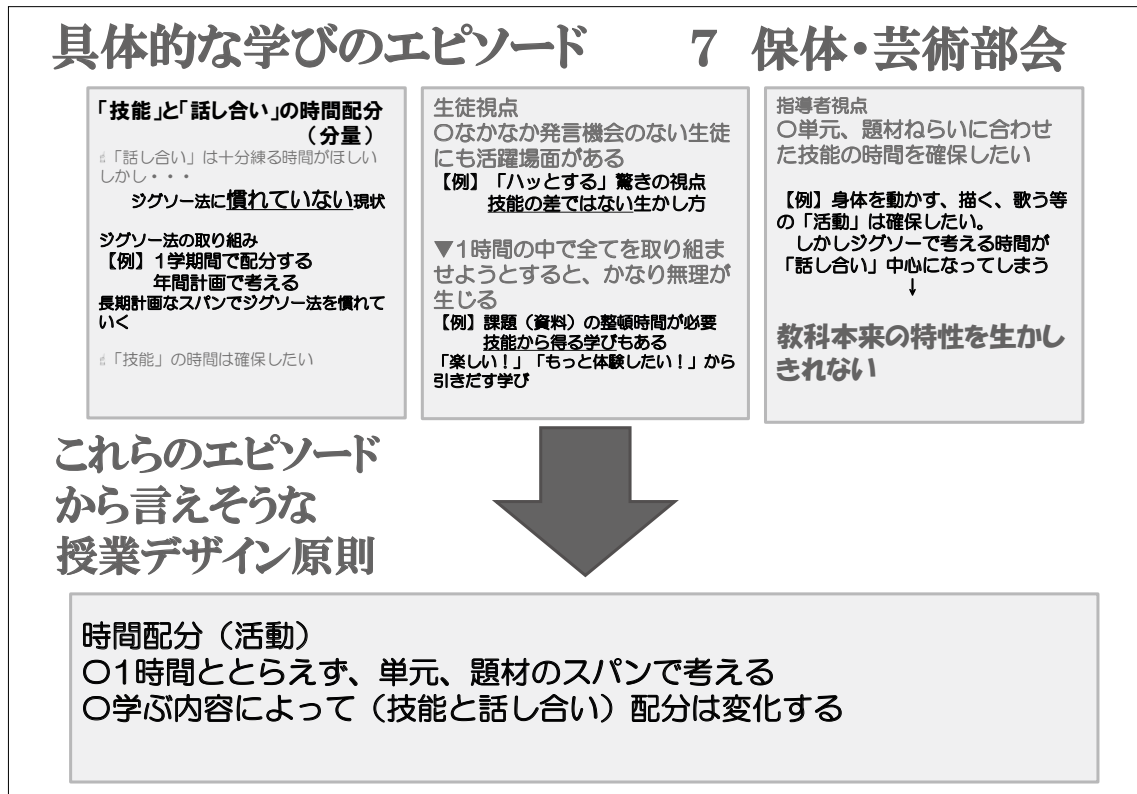 具体的な学びのエピソード　　7　保体・芸術部会
「技能」と「話し合い」の時間配分
（分量）
☝「話し合い」は十分練る時間がほしい
しかし・・・
ジグソー法に慣れていない現状
ジグソー法の取り組み
【例】1学期間で配分する
年間計画で考える
長期計画なスパンでジグソー法を慣れて
いく
☝「技能」の時間は確保したい
生徒視点
〇なかなか発言機会のない生徒
にも活躍場面がある
【例】「ハッとする」驚きの視点
技能の差ではない生かし方
▼1時間の中で全てを取り組ま
せようとすると、かなり無理が
生じる
【例】課題（資料）の整頓時間が必要
技能から得る学びもある
「楽しい！」「もっと体験したい！」から
引きだす学び
指導者視点
〇単元、題材ねらいに合わせ
た技能の時間を確保したい
【例】身体を動かす、描く、歌う等
の「活動」は確保したい。
しかしジグソーで考える時間が
「話し合い」中心になってしまう
↓
教科本来の特性を生かし
きれない
これらのエピソード
から言えそうな
授業デザイン原則
時間配分（活動）
〇1時間ととらえず、単元、題材のスパンで考える
〇学ぶ内容によって（技能と話し合い）配分は変化する